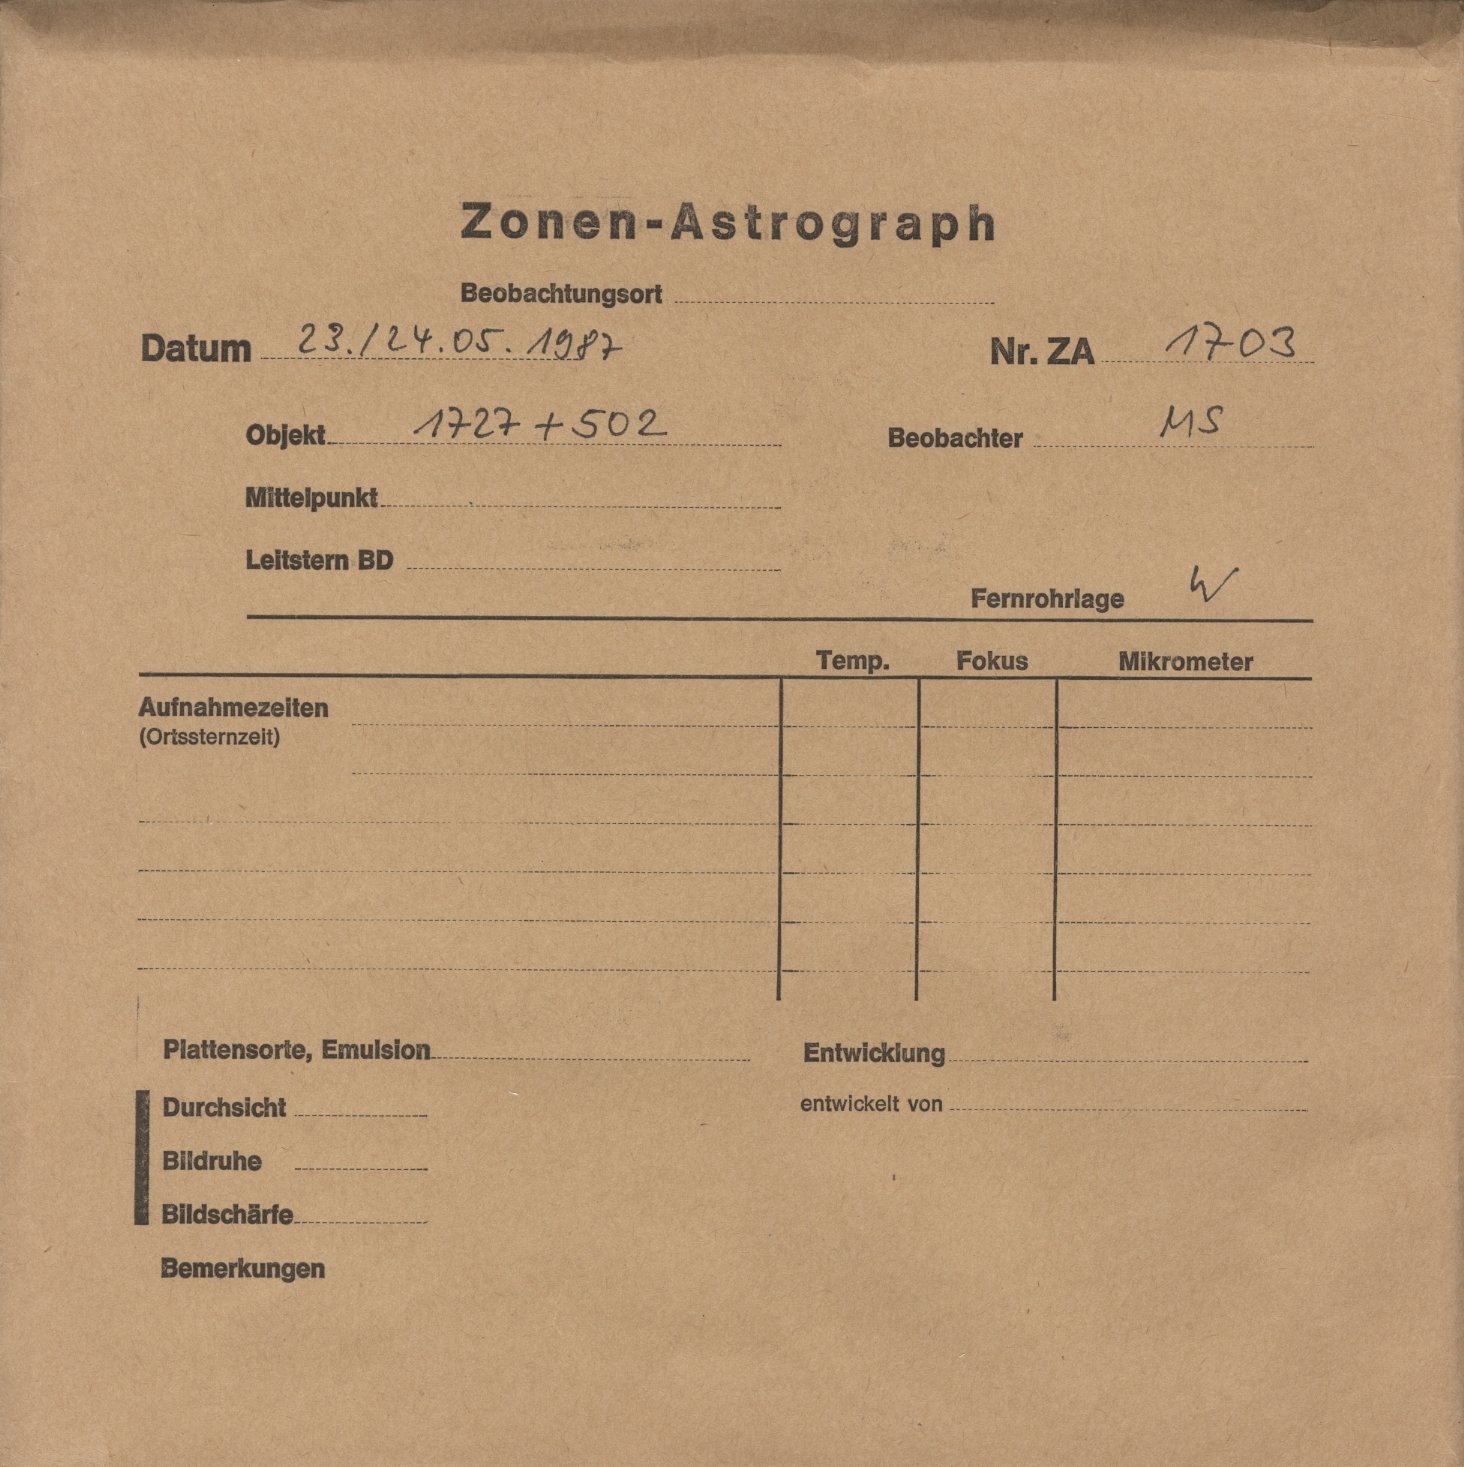 Zonen-Astrograph
Beobachtungsort
Datum 23./24.05.1987 Nr. ZA 1703
Objekt 1727+502 Beobachter MS
Mittelpunkt
Leitstern BD
Fernrohrlage W
Temp. Fokus Mikrometer
Aufnahmezeiten
(Ortssternzeit)
Plattensorte, Emulsion Entwicklung
Durchsicht entwickelt von
Bildruhe
Bildschärfe
Bemerkungen